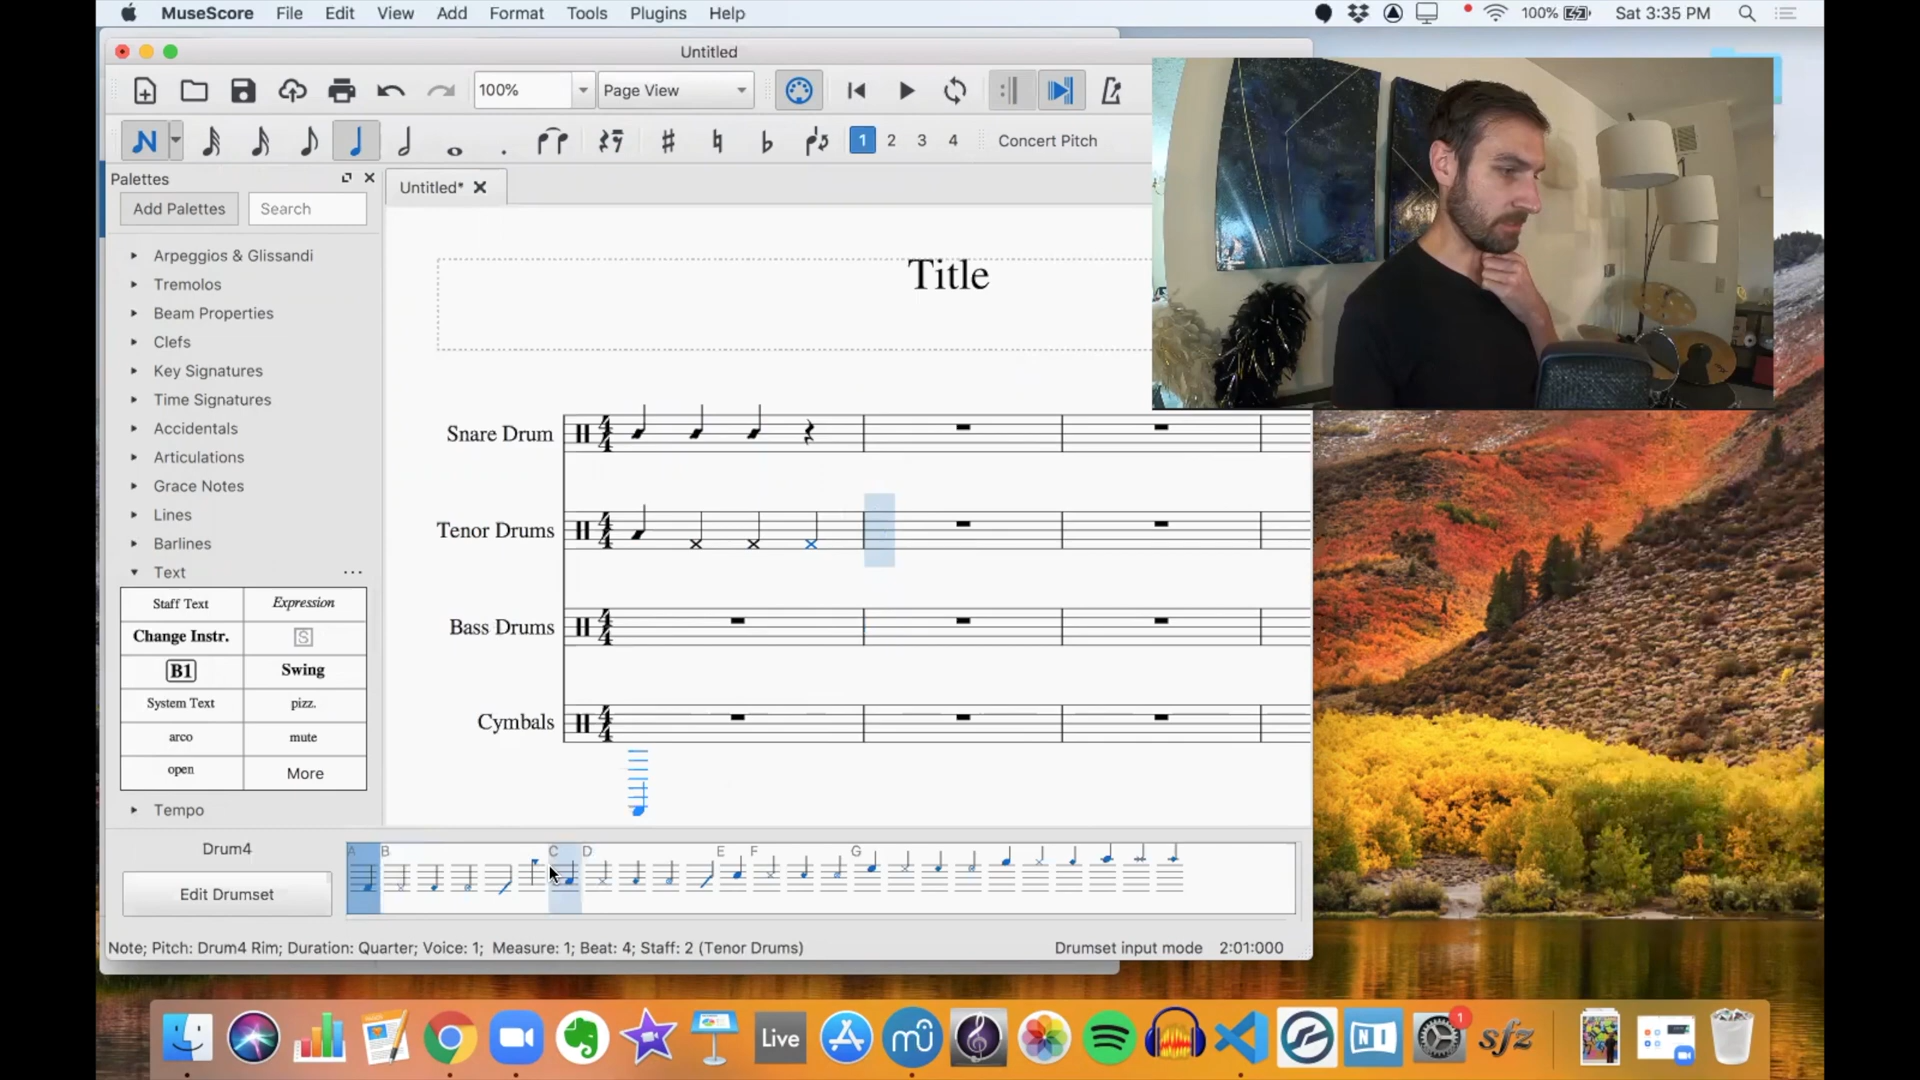 MuseScore File Edit View Add Format Tools Plugins Help 100% Sat 3:35 PM
Untitled
100% Page View
1 2 3 4 Concert Pitch
Palettes
Untitled*
Add Palettes Search
Arpeggios & Glissandi
Tremolos
Beam Properties
Clefs
Key Signatures
Time Signatures
Accidentals
Articulations
Grace Notes
Lines
Barlines
Text ...
Staff Text Expression
Change Instr. S
B1 Swing
System Text pizz.
arco mute
open More
Tempo
Title
Snare Drum
Tenor Drums
Bass Drums
Cymbals
Drum4
Edit Drumset
A B C D E F G
Note; Pitch: Drum4 Rim; Duration: Quarter; Voice: 1; Measure: 1; Beat: 4; Staff: 2 (Tenor Drums) Drumset input mode 2:01:000
Live mu NI 1 sfz